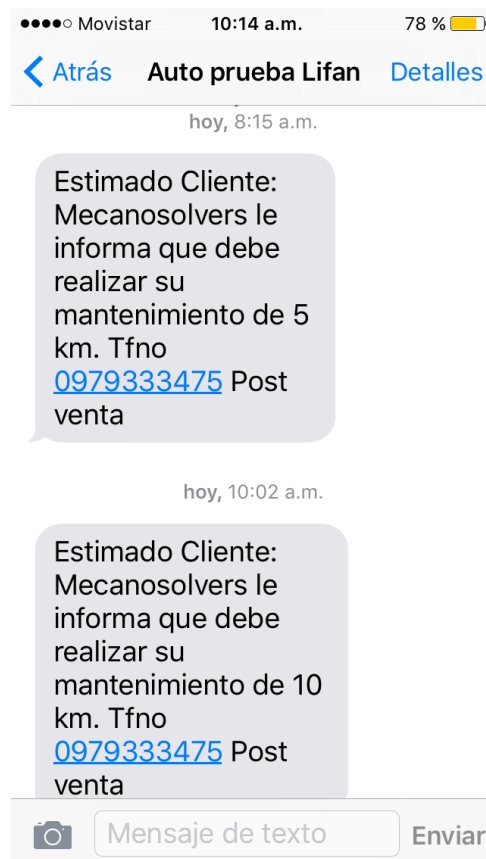 Movistar 10:14 a.m. 78 %
Atrás Auto prueba Lifan Detalles
hoy, 8:15 a.m.
Estimado Cliente:
Mecanosolvers le
informa que debe
realizar su
mantenimiento de 5
km. Tfno
0979333475 Post
venta
hoy, 10:02 a.m.
Estimado Cliente:
Mecanosolvers le
informa que debe
realizar su
mantenimiento de 10
km. Tfno
0979333475 Post
venta
Mensaje de texto Enviar